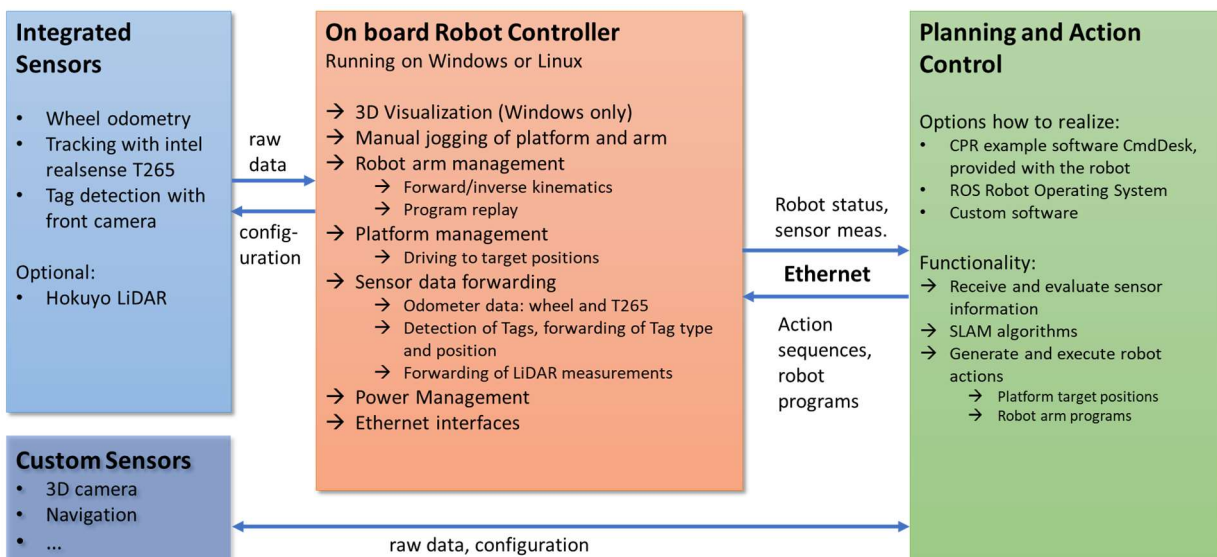 Integrated
Sensors
• Wheel odometry
• Tracking with intel
realsense T265
• Tag detection with
front camera
Optional:
• Hokuyo LiDAR
Custom Sensors
• 3D camera
• Navigation
• ...
raw
data
config-
uration
On board Robot Controller
Running on Windows or Linux
→ 3D Visualization (Windows only)
→ Manual jogging of platform and arm
→ Robot arm management
→ Forward/inverse kinematics
→ Program replay
→ Platform management
→ Driving to target positions
→ Sensor data forwarding
→ Odometer data: wheel and T265
→ Detection of Tags, forwarding of Tag type
and position
→ Forwarding of LiDAR measurements
→ Power Management
→ Ethernet interfaces
Robot status,
sensor meas.
Ethernet
Action
sequences,
robot
programs
Planning and Action
Control
Options how to realize:
• CPR example software CmdDesk,
provided with the robot
• ROS Robot Operating System
• Custom software
Functionality:
→ Receive and evaluate sensor
information
→ SLAM algorithms
→ Generate and execute robot
actions
→ Platform target positions
→ Robot arm programs
raw data, configuration